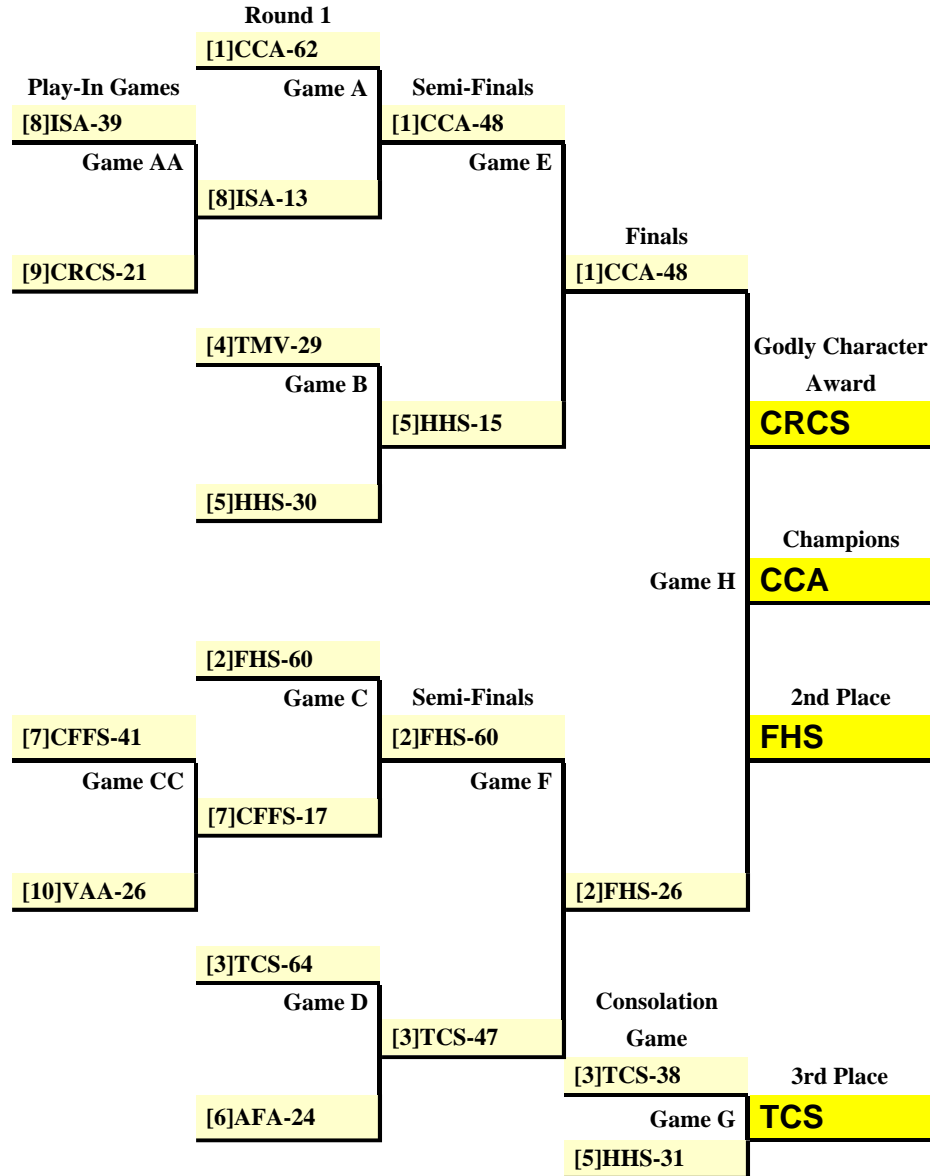 Round 1
[1]CCA-62
Play-In Games
Game A
Semi-Finals
[8]ISA-39
[1]CCA-48
Game AA
Game E
[8]ISA-13
Finals
[9]CRCS-21
[1]CCA-48
[4]TMV-29
Godly Character
Game B
Award
[5]HHS-15
CRCS
[5]HHS-30
Champions
Game H
CCA
[2]FHS-60
Game C
Semi-Finals
2nd Place
[7]CFFS-41
[2]FHS-60
FHS
Game CC
Game F
[7]CFFS-17
[10]VAA-26
[2]FHS-26
[3]TCS-64
Game D
Consolation
[3]TCS-47
Game
[3]TCS-38
3rd Place
[6]AFA-24
Game G
TCS
[5]HHS-31